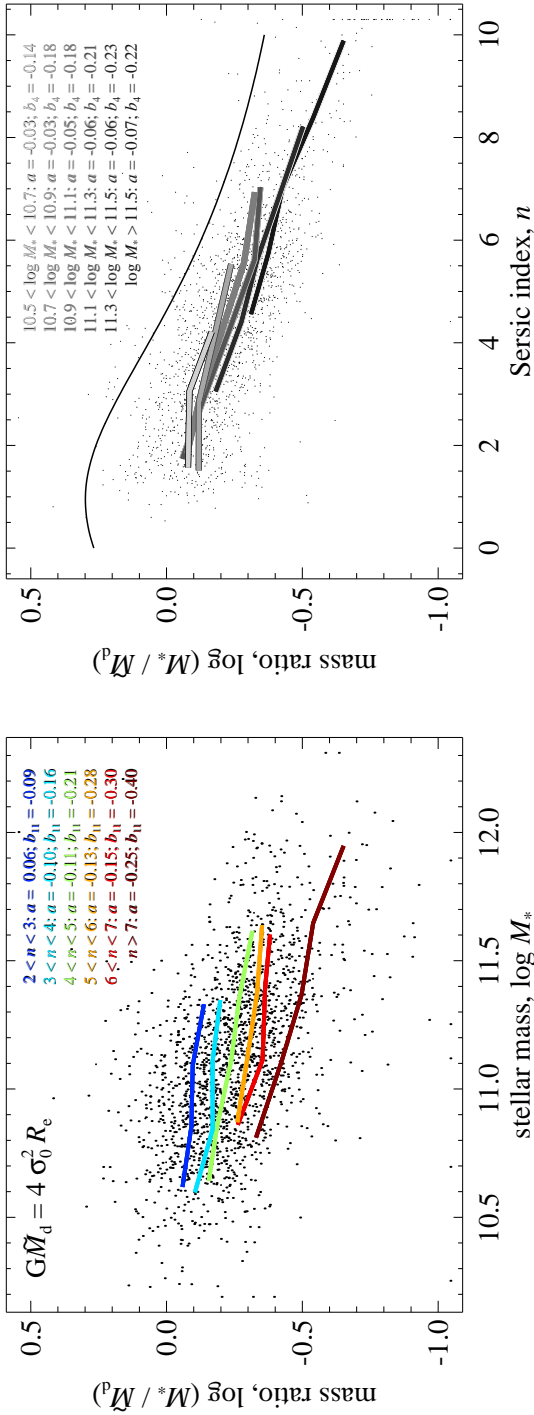 G M̃d = 4 σ0² Re
2 < n < 3: a = 0.06; b11 = -0.09
3 < n < 4: a = -0.10; b11 = -0.16
4 < n < 5: a = -0.11; b11 = -0.21
5 < n < 6: a = -0.13; b11 = -0.28
6 < n < 7: a = -0.15; b11 = -0.30
n > 7: a = -0.25; b11 = -0.40
mass ratio, log (M* / M̃d)
0.5
0.0
-0.5
-1.0
10.5 11.0 11.5 12.0
stellar mass, log M*
10.5 < log M* < 10.7: a = -0.03; b4 = -0.14
10.7 < log M* < 10.9: a = -0.03; b4 = -0.18
10.9 < log M* < 11.1: a = -0.05; b4 = -0.18
11.1 < log M* < 11.3: a = -0.06; b4 = -0.21
11.3 < log M* < 11.5: a = -0.06; b4 = -0.23
log M* > 11.5: a = -0.07; b4 = -0.22
mass ratio, log (M* / M̃d)
0.5
0.0
-0.5
-1.0
0 2 4 6 8 10
Sersic index, n